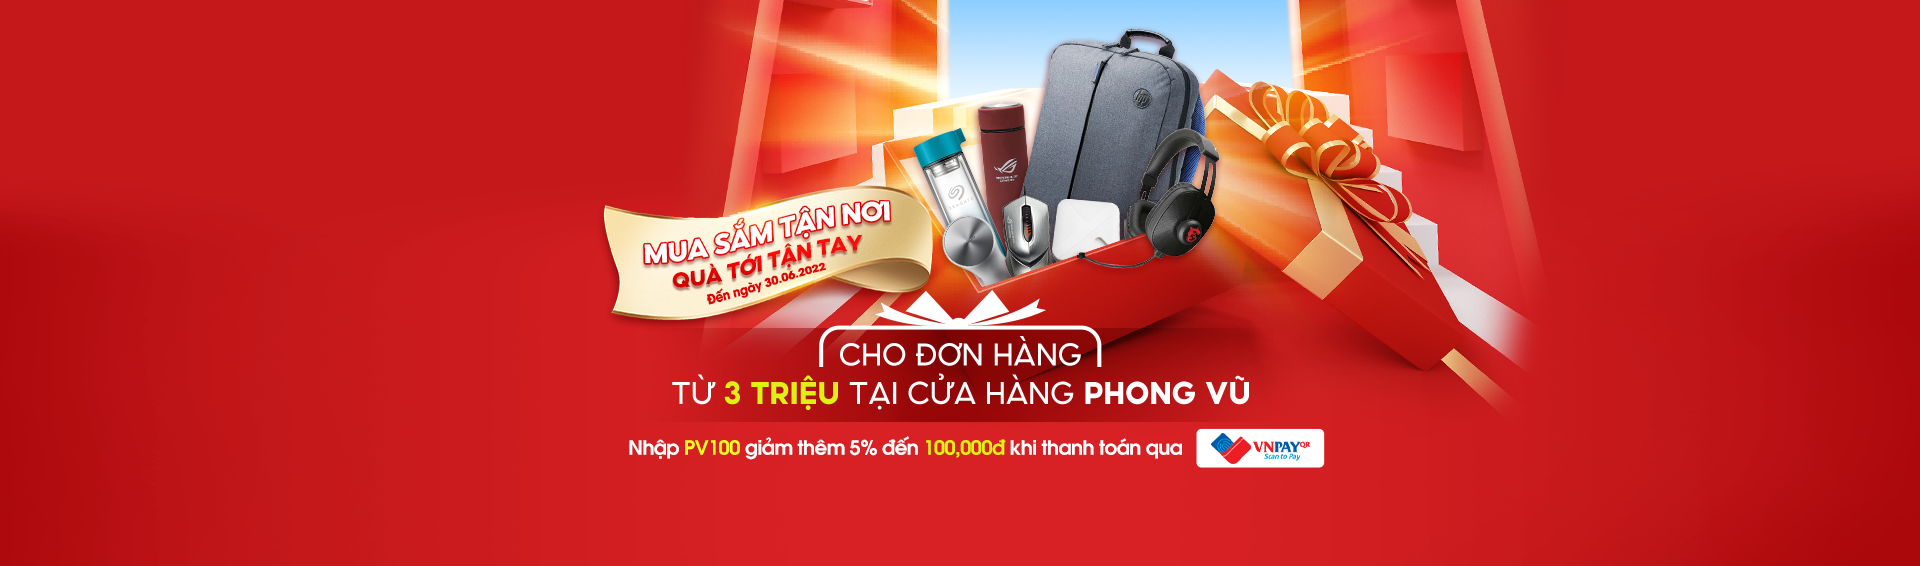 MUA SẮM TẬN NƠI
QUÀ TỚI TẬN TAY
Đến ngày 30.06.2022
CHO ĐƠN HÀNG
TỪ 3 TRIỆU TẠI CỬA HÀNG PHONG VŨ
Nhập PV100 giảm thêm 5% đến 100,000đ khi thanh toán qua
VNPAYQR
Scan to Pay
hp
SEAGATE